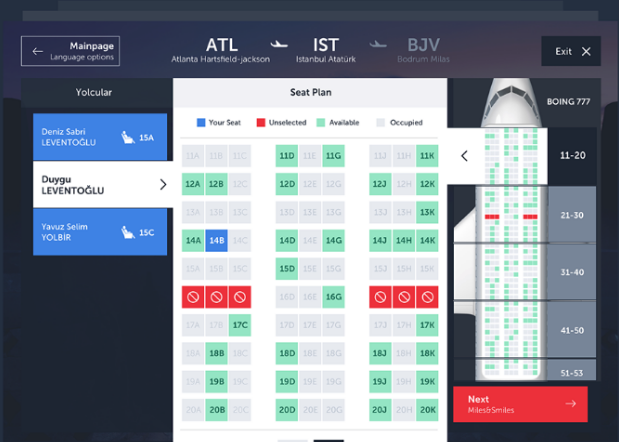 Mainpage
Language options
ATL
Atlanta Hartsfield-jackson
IST
Istanbul Atatürk
BJV
Bodrum Milas
Exit
Yolcular
Deniz Sabri
LEVENTOĞLU
15A
Duygu
LEVENTOĞLU
Yavuz Selim
YOLBİR
15C
Seat Plan
Your Seat
Unselected
Available
Occupied
11A 11B 11C 11D 11E 11G 11J 11H 11K
12A 12B 12C 12D 12E 12G 12J 12H 12K
13A 13B 13C 13D 13E 13G 13J 13H 13K
14A 14B 14C 14D 14E 14G 14J 14H 14K
15A 15B 15C 15D 15E 15G 15J 15H 15K
16D 16E 16G
17A 17B 17C 17D 17E 17G 17J 17H 17K
18A 18B 18C 18D 18E 18G 18J 18H 18K
19A 19B 19C 19D 19E 19G 19J 19H 19K
20A 20B 20C 20D 20E 20G 20J 20H 20K
BOING 777
11-20
21-30
31-40
41-50
51-53
Next
Miles&Smiles